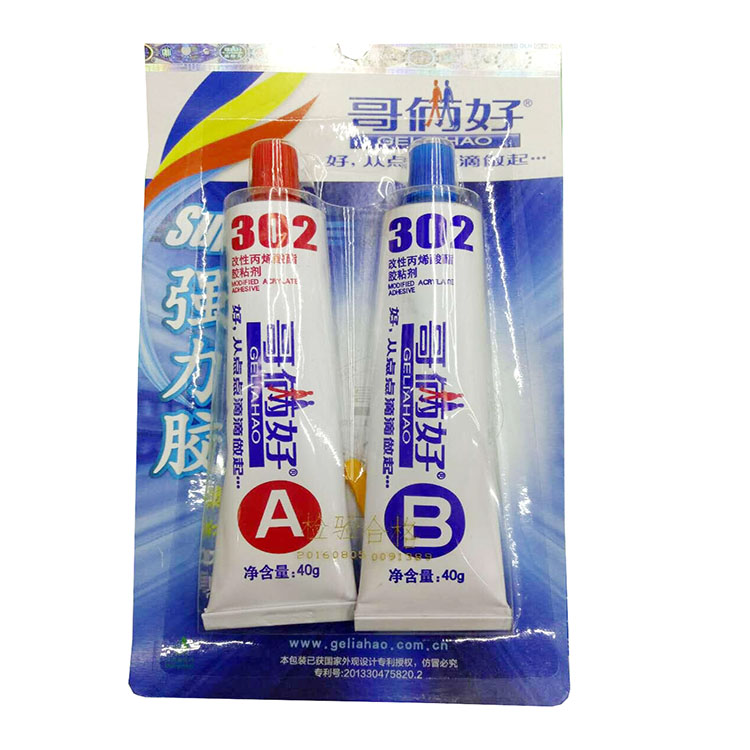 哥俩好®
GELIAHAO
好，从点 滴做起…
强力胶
302
改性丙烯酸酯
胶粘剂
MODIFIED ACRYLATE
ADHESIVE
哥俩好®
GELIAHAO
好，从点点滴滴做起…
A
净含量:40g
302
改性丙烯酸酯
胶粘剂
MODIFIED ACRYLATE
ADHESIVE
哥俩好®
GELIAHAO
好，从点点滴滴做起…
B
净含量:40g
检验合格
20160805 0091389
www.geliahao.com.cn
本包装已获国家外观设计专利授权，仿冒必究
专利号:201330475820.2